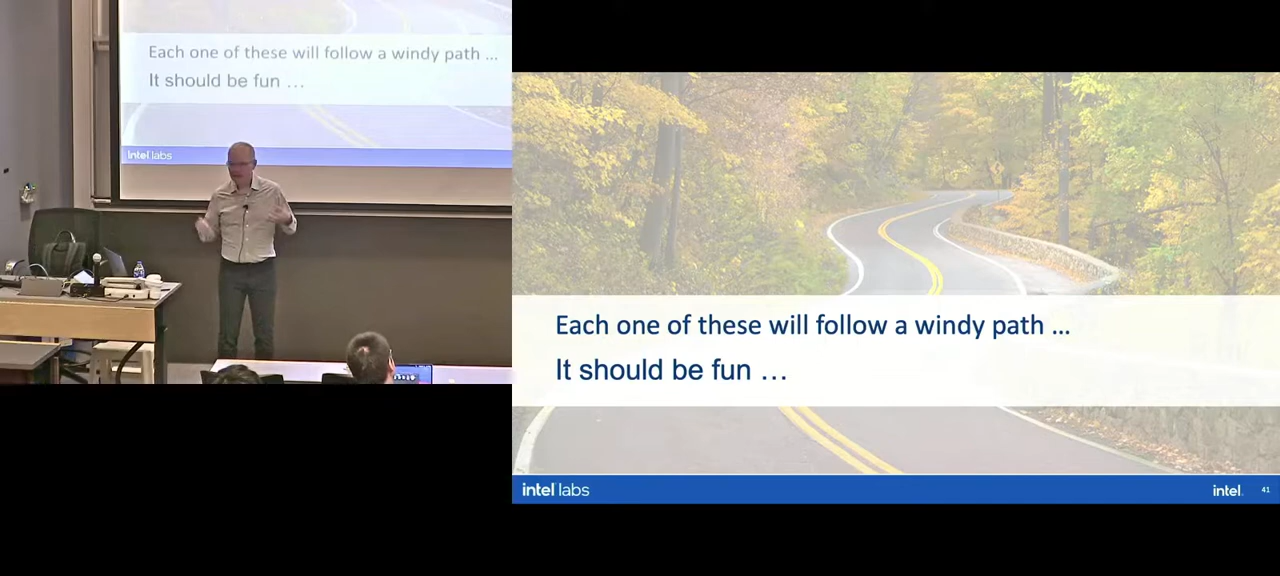 Each one of these will follow a windy path ...
It should be fun ...
intel labs
Each one of these will follow a windy path ...
It should be fun ...
intel labs
intel.
41